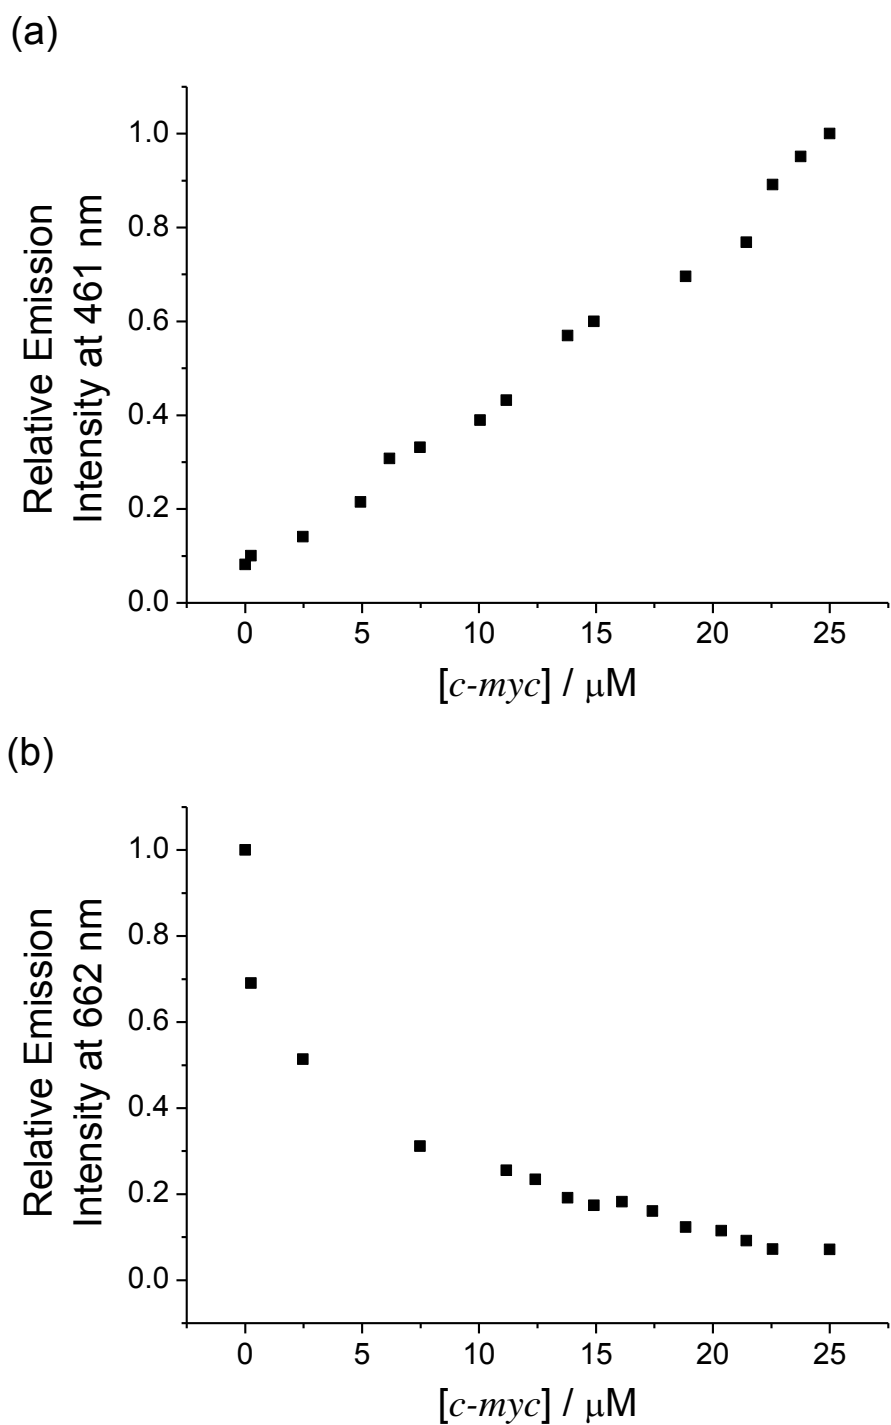 (a)
Relative Emission
Intensity at 461 nm
1.0
0.8
0.6
0.4
0.2
0.0
0 5 10 15 20 25
[c-myc] / μM
(b)
Relative Emission
Intensity at 662 nm
1.0
0.8
0.6
0.4
0.2
0.0
0 5 10 15 20 25
[c-myc] / μM